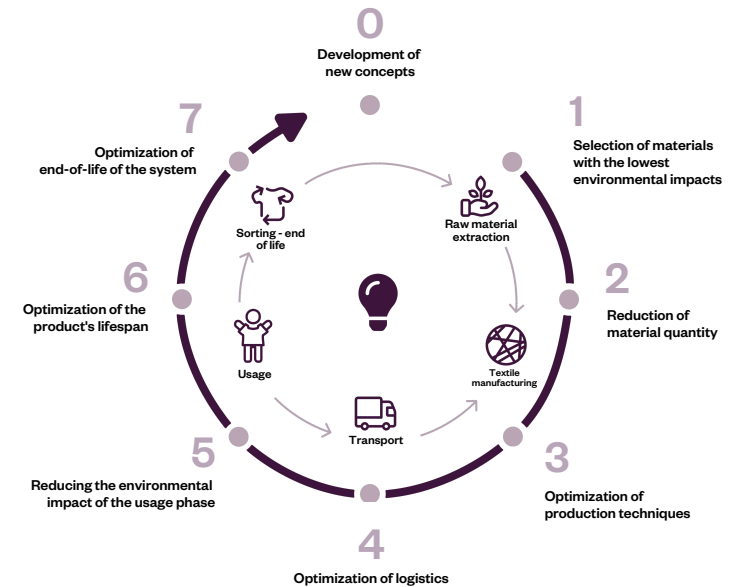 0
Development of
new concepts
1
Selection of materials
with the lowest
environmental impacts
2
Reduction of
material quantity
3
Optimization of
production techniques
4
Optimization of logistics
5
Reducing the environmental
impact of the usage phase
6
Optimization of the
product's lifespan
7
Optimization of
end-of-life of the system
Raw material
extraction
Textile
manufacturing
Transport
Usage
Sorting - end
of life